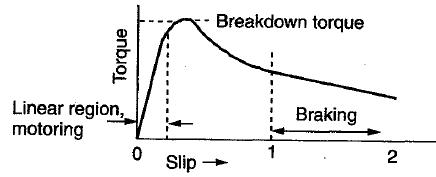 Breakdown torque
Torque
Linear region,
motoring
Braking
0
1
2
Slip